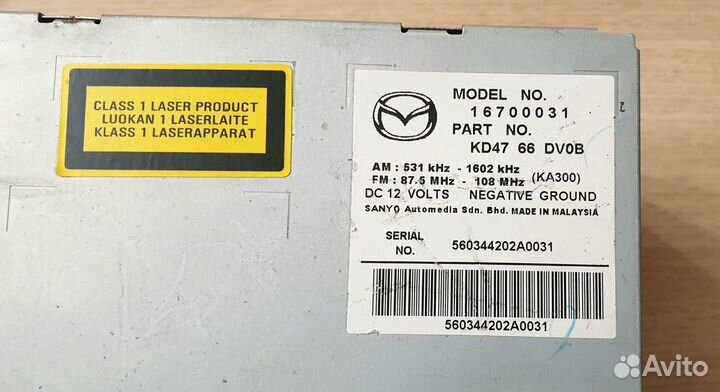 CLASS 1 LASER PRODUCT
LUOKAN 1 LASERLAITE
KLASS 1 LASERAPPARAT
MODEL NO.
16700031
PART NO.
KD47 66 DV0B
AM : 531 kHz - 1602 kHz
FM : 87.5 MHz - 108 MHz (KA300)
DC 12 VOLTS NEGATIVE GROUND
SANYO Automedia Sdn. Bhd. MADE IN MALAYSIA
SERIAL NO. 560344202A0031
560344202A0031
Avito